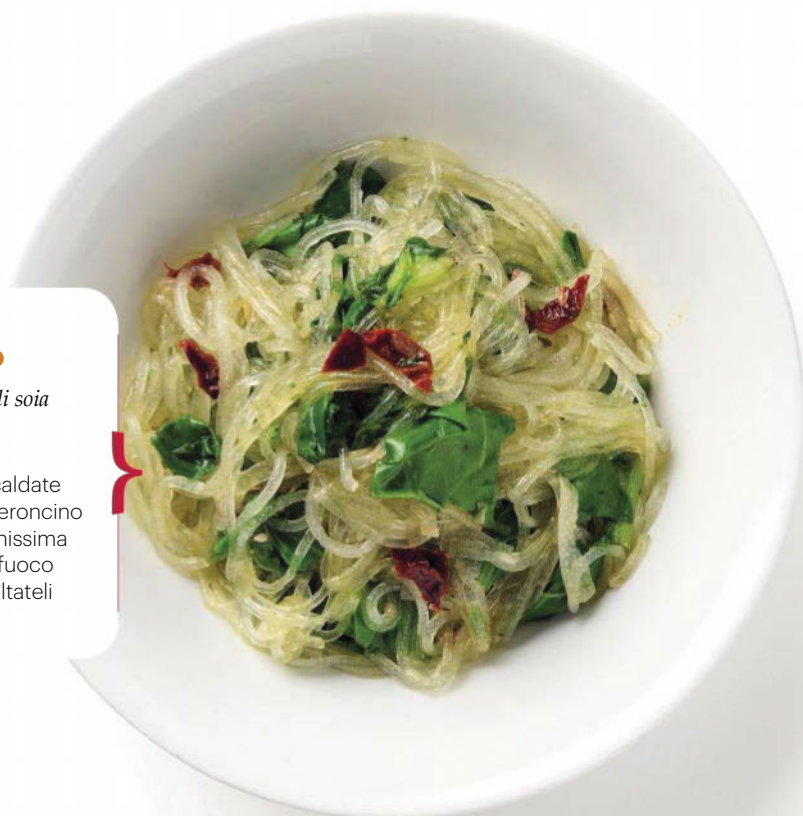 di soia
aldate
eroncino
nissima
fuoco
ltateli